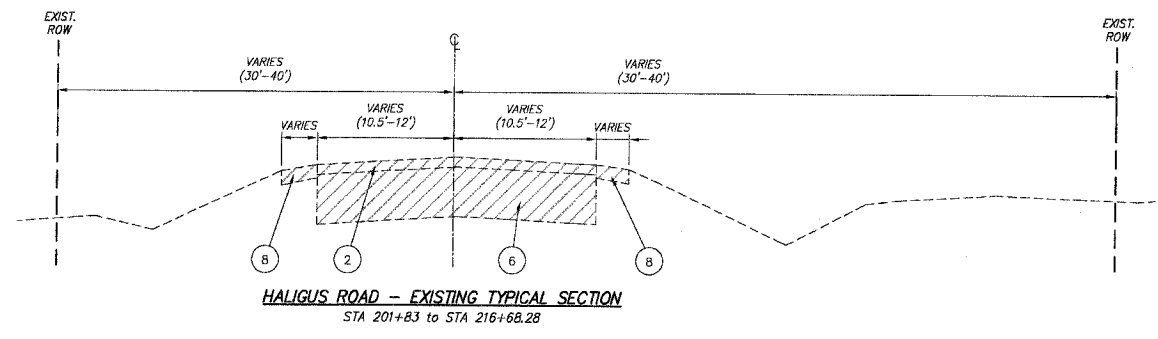 EXIST.
ROW
EXIST.
ROW
℄
VARIES
(30'-40')
VARIES
(30'-40')
VARIES
(10.5'-12')
VARIES
(10.5'-12')
VARIES
VARIES
8
2
6
8
HALIGUS ROAD - EXISTING TYPICAL SECTION
STA 201+83 to STA 216+68.28